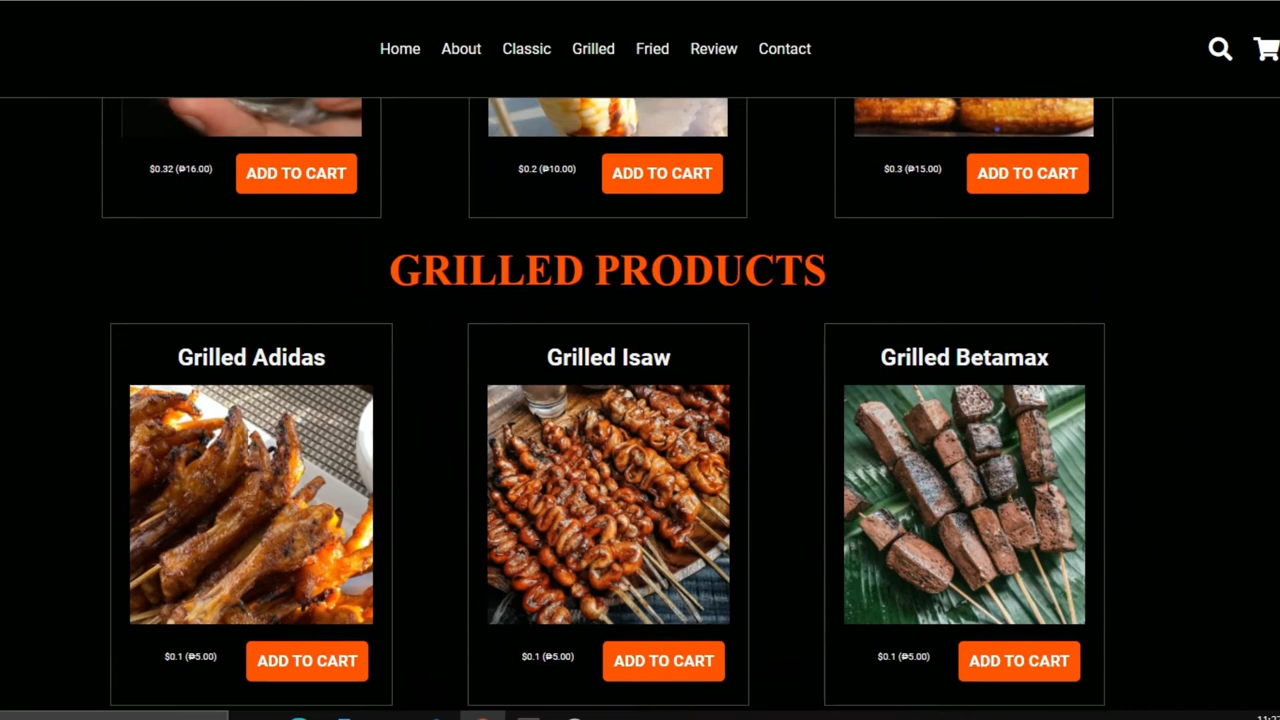 Home About Classic Grilled Fried Review Contact
$0.32 (₱16.00) ADD TO CART $0.2 (₱10.00) ADD TO CART $0.3 (₱15.00) ADD TO CART
GRILLED PRODUCTS
Grilled Adidas Grilled Isaw Grilled Betamax
$0.1 (₱5.00) ADD TO CART $0.1 (₱5.00) ADD TO CART $0.1 (₱5.00) ADD TO CART